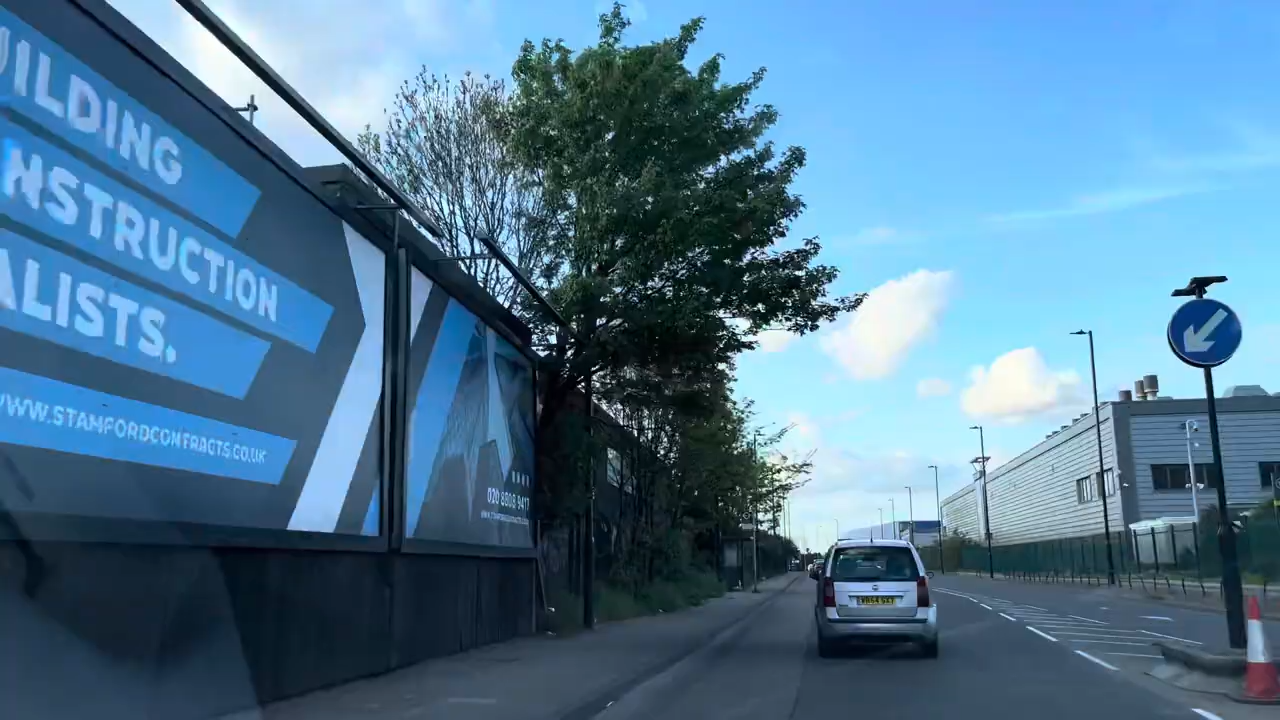 UILDING
NSTRUCTION
ALISTS.
WWW.STAMFORDCONTRACTS.CO.UK
020 8808 9417